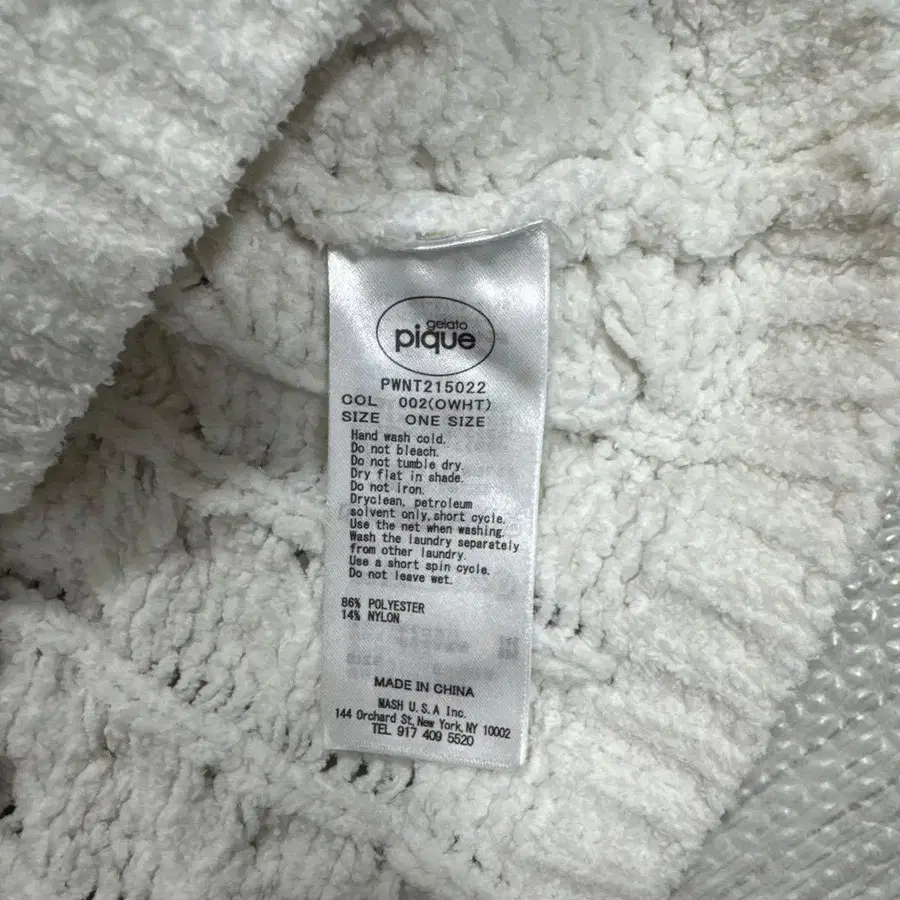 gelato
pique
PWNT215022
COL 002(OWHT)
SIZE ONE SIZE
Hand wash cold.
Do not bleach.
Do not tumble dry.
Dry flat in shade.
Do not iron.
Dryclean, petroleum
solvent only, short cycle.
Use the net when washing.
Wash the laundry separately
from other laundry.
Use a short spin cycle.
Do not leave wet.
86% POLYESTER
14% NYLON
MADE IN CHINA
MASH U.S.A Inc.
144 Orchard St, New York, NY 10002
TEL 917 409 5520